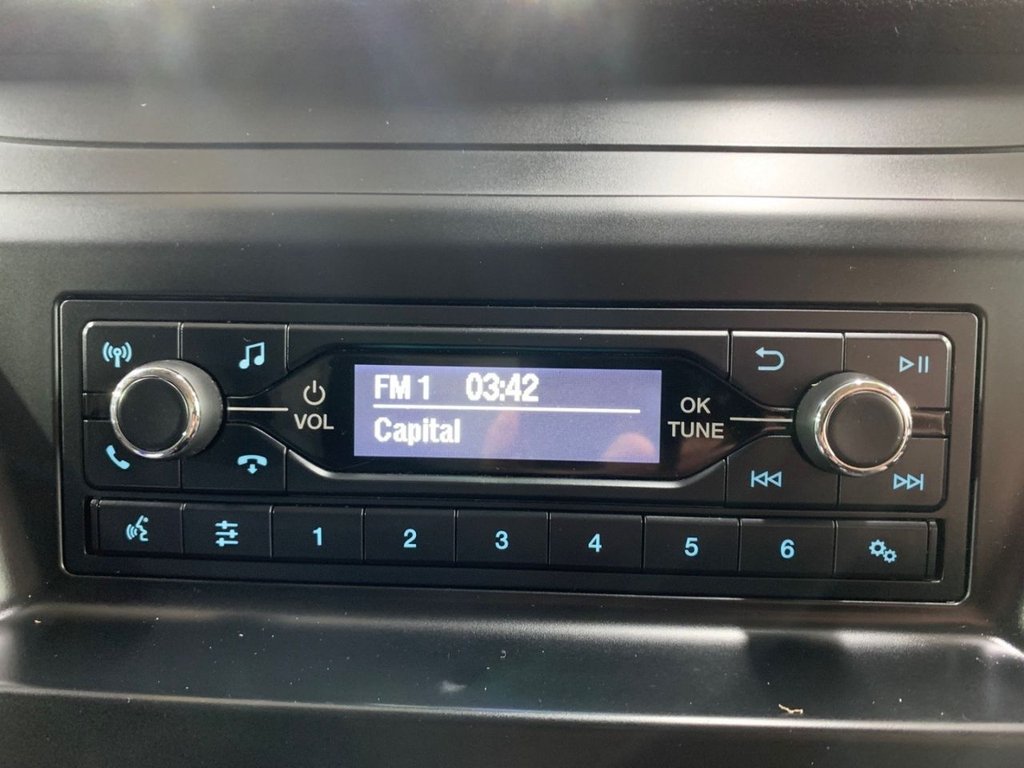 FM 1 03:42
Capital
VOL
OK
TUNE
1 2 3 4 5 6